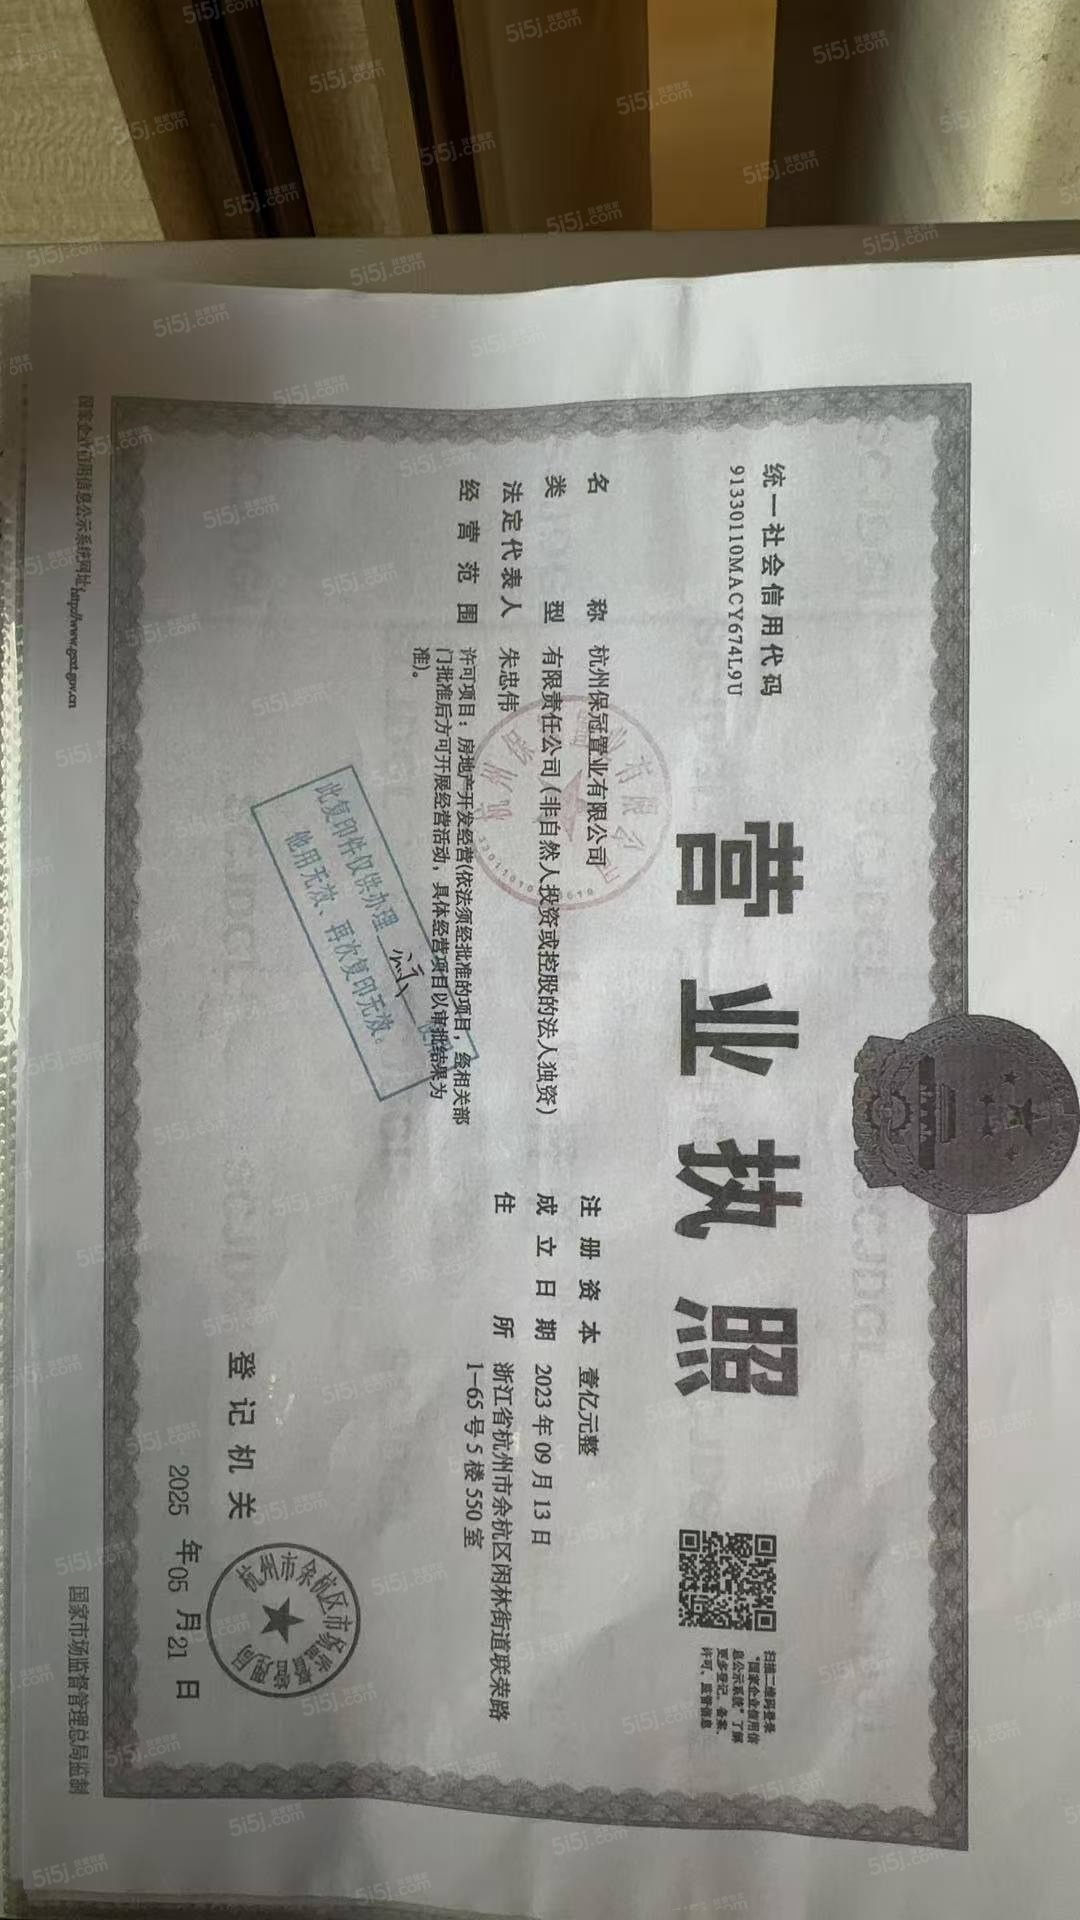 营业执照
统一社会信用代码
91330110MACY674L9U
扫描二维码登录
“国家企业信用信
息公示系统”了解
更多登记、备案、
许可、监管信息
名称 杭州保冠置业有限公司
类型 有限责任公司(非自然人投资或控股的法人独资)
法定代表人 朱忠伟
经营范围 许可项目：房地产开发经营(依法须经批准的项目，经相关部
门批准后方可开展经营活动，具体经营项目以审批结果为
准)。
注册资本 壹亿元整
成立日期 2023年09月13日
住所 浙江省杭州市余杭区闲林街道联荣路
1-65号5楼550室
此复印件仅供办理
他用无效、再次复印无效。
登记机关
杭州市余杭区市场监督管理局
2025年05月21日
国家企业信用信息公示系统网址:http://www.gsxt.gov.cn
国家市场监督管理总局监制
5i5j.com
我爱我家